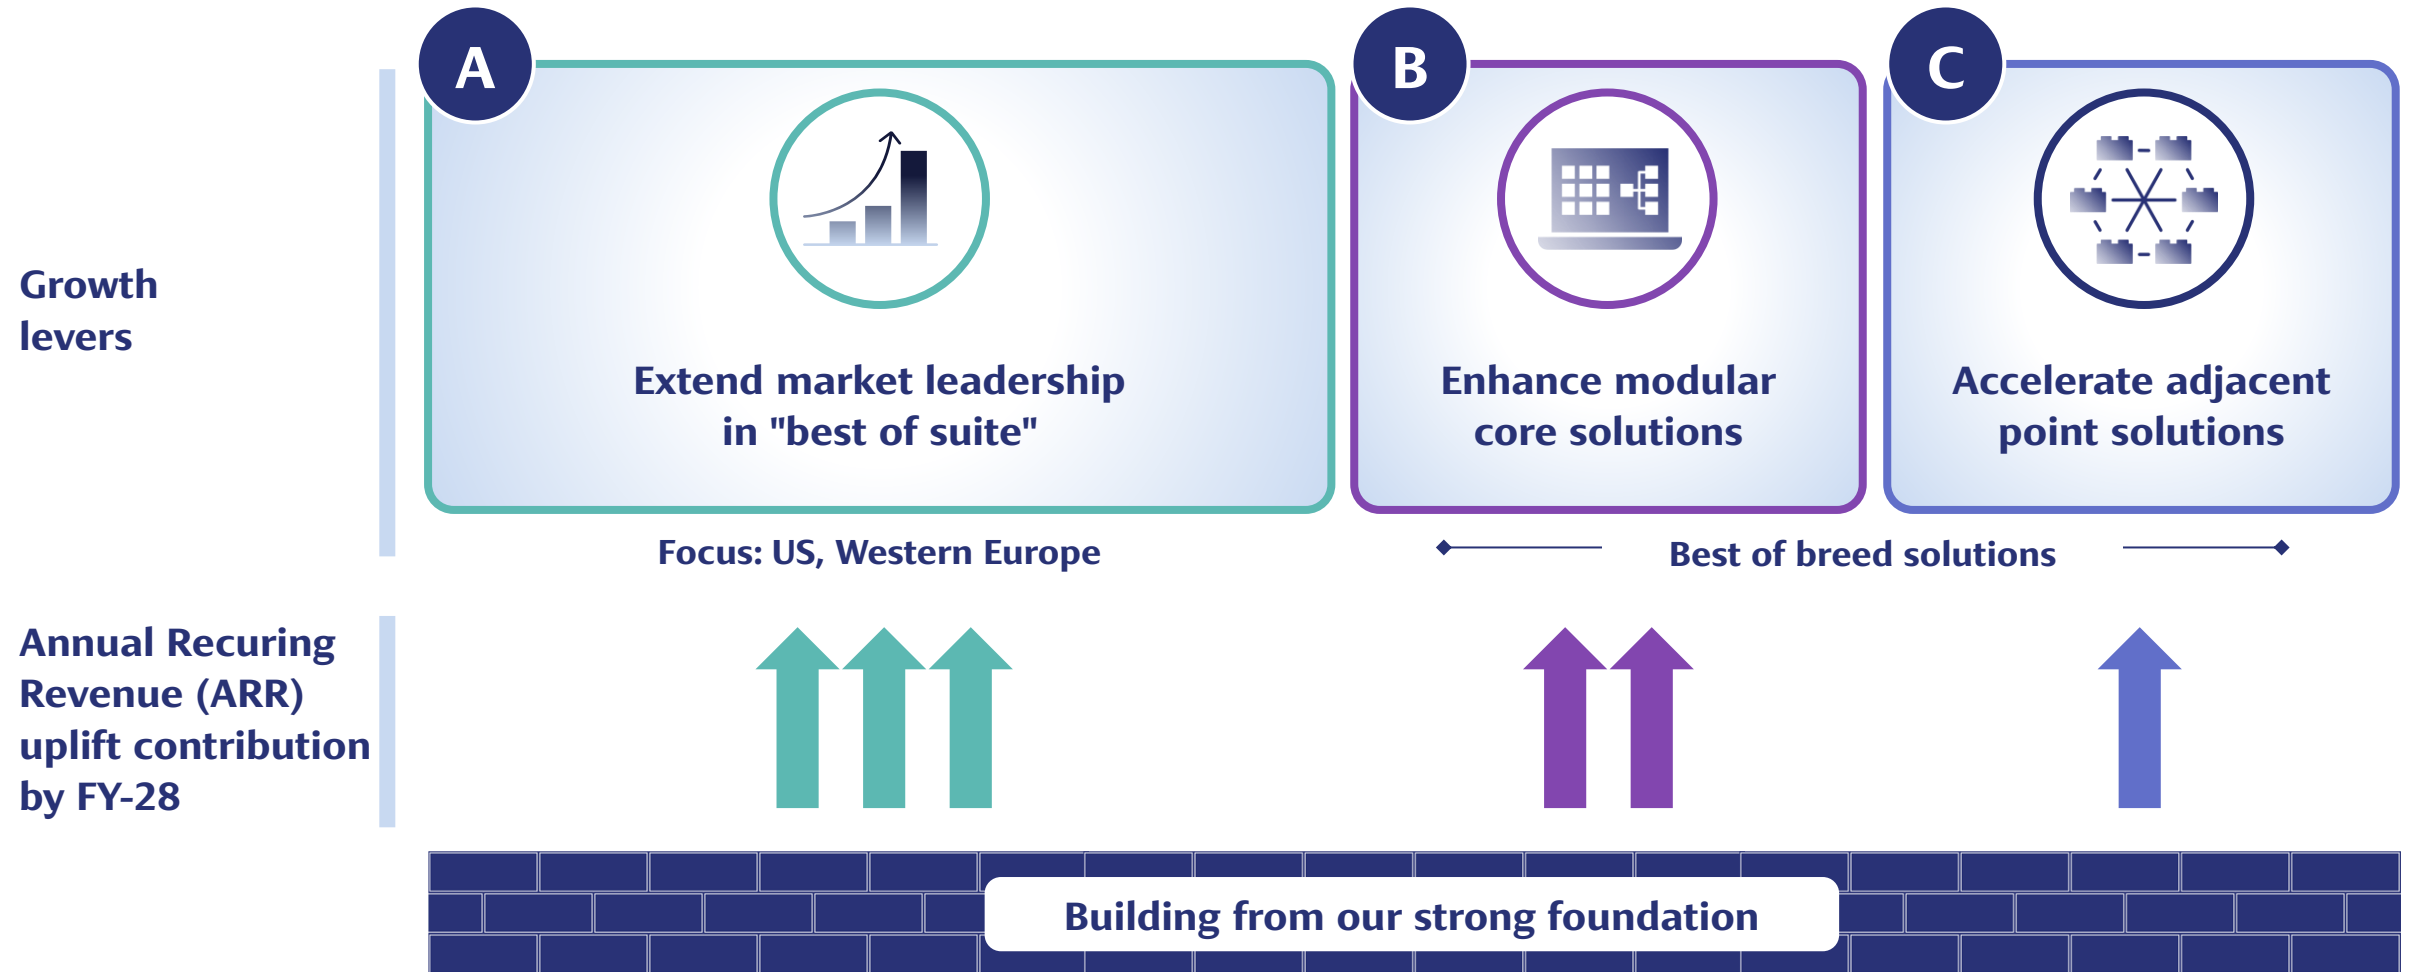 A
B
C
Growth
levers
Extend market leadership
in "best of suite"
Enhance modular
core solutions
Accelerate adjacent
point solutions
Focus: US, Western Europe
Best of breed solutions
Annual Recuring
Revenue (ARR)
uplift contribution
by FY-28
Building from our strong foundation